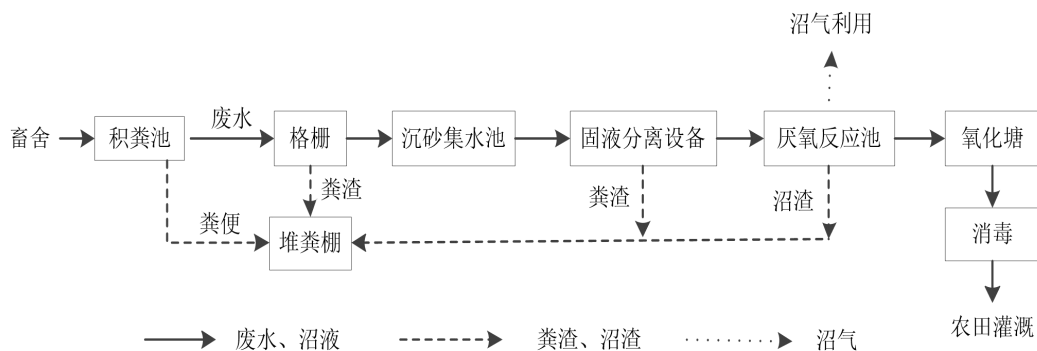 沼气利用
废水
畜舍
积粪池
格栅
沉砂集水池
固液分离设备
厌氧反应池
氧化塘
粪渣
粪渣
沼渣
粪便
堆粪棚
消毒
农田灌溉
废水、沼液
粪渣、沼渣
沼气